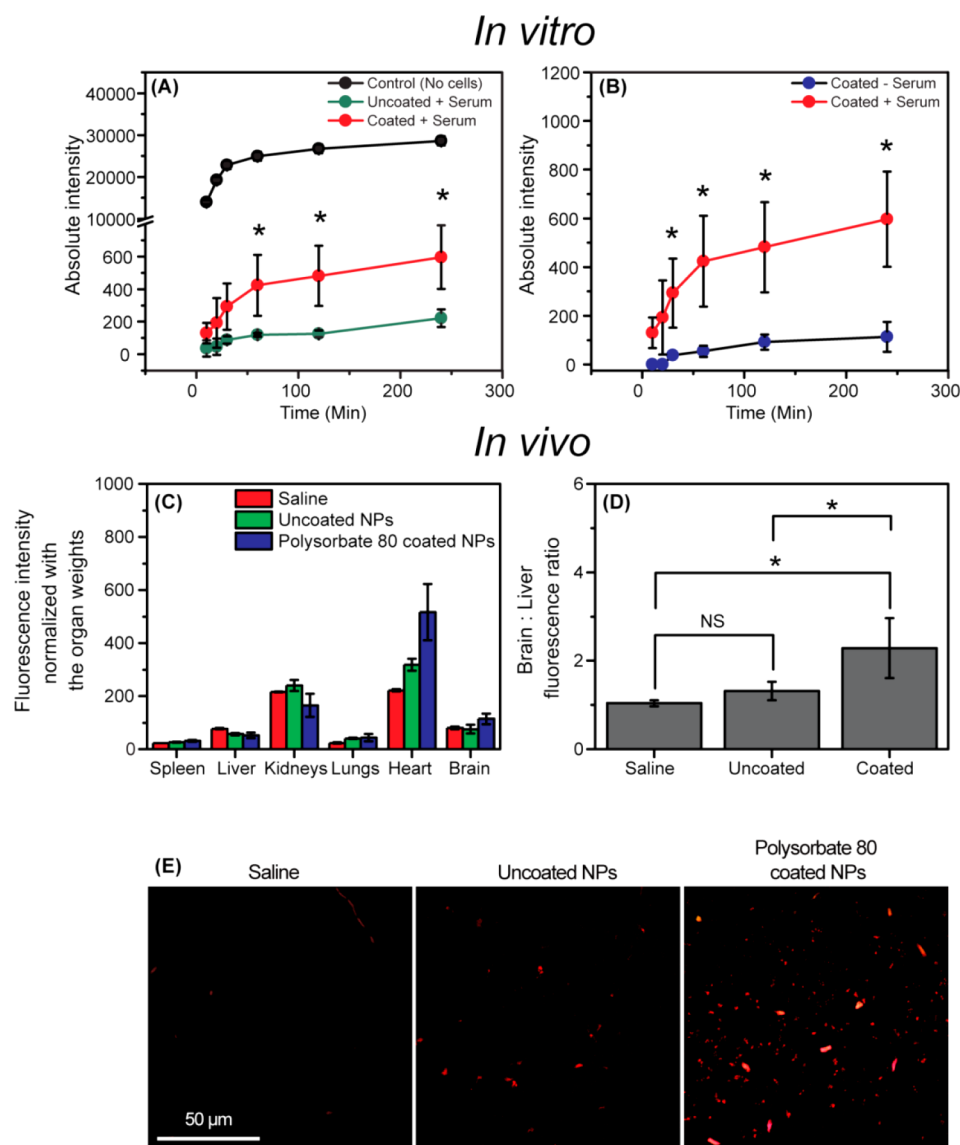 In vitro
(A)
Control (No cells)
Uncoated + Serum
Coated + Serum
40000
30000
20000
10000
600
400
200
0
Absolute intensity
*
*
*
0
100
200
300
Time (Min)
(B)
Coated - Serum
Coated + Serum
1200
1000
800
600
400
200
0
Absolute intensity
*
*
*
*
0
100
200
300
Time (Min)
In vivo
(C)
Saline
Uncoated NPs
Polysorbate 80 coated NPs
1000
800
600
400
200
0
Fluorescence intensity
normalized with
the organ weights
Spleen
Liver
Kidneys
Lungs
Heart
Brain
(D)
6
4
2
0
Brain : Liver
fluorescence ratio
*
*
NS
Saline
Uncoated
Coated
(E)
Saline
Uncoated NPs
Polysorbate 80
coated NPs
50 µm